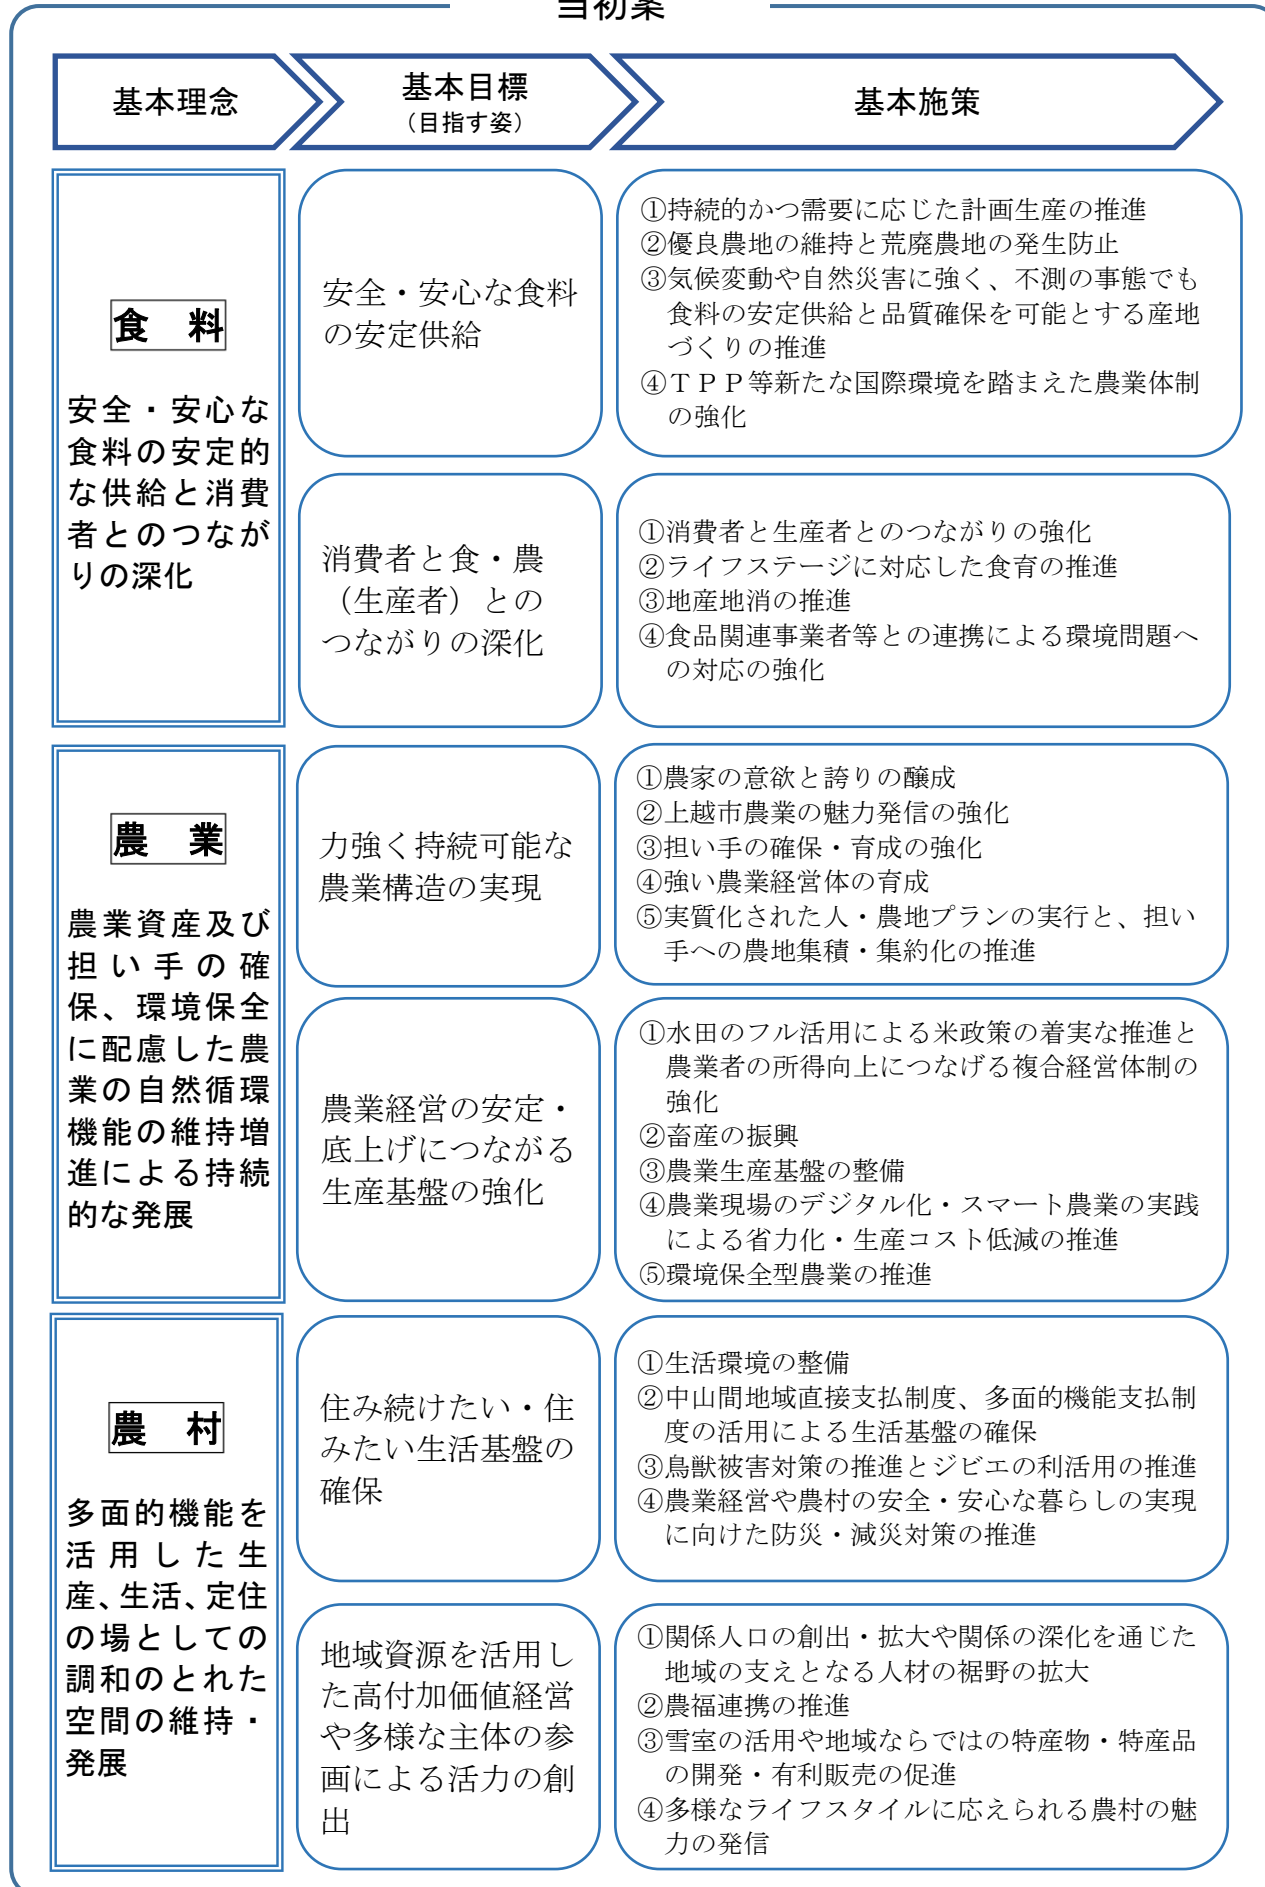 当初案
基本理念
基本目標
（目指す姿）
基本施策
食　料
安全・安心な
食料の安定的
な供給と消費
者とのつなが
りの深化
安全・安心な食料
の安定供給
①持続的かつ需要に応じた計画生産の推進
②優良農地の維持と荒廃農地の発生防止
③気候変動や自然災害に強く、不測の事態でも
食料の安定供給と品質確保を可能とする産地
づくりの推進
④ＴＰＰ等新たな国際環境を踏まえた農業体制
の強化
消費者と食・農
（生産者）との
つながりの深化
①消費者と生産者とのつながりの強化
②ライフステージに対応した食育の推進
③地産地消の推進
④食品関連事業者等との連携による環境問題へ
の対応の強化
農　業
農業資産及び
担い手の確
保、環境保全
に配慮した農
業の自然循環
機能の維持増
進による持続
的な発展
力強く持続可能な
農業構造の実現
①農家の意欲と誇りの醸成
②上越市農業の魅力発信の強化
③担い手の確保・育成の強化
④強い農業経営体の育成
⑤実質化された人・農地プランの実行と、担い
手への農地集積・集約化の推進
農業経営の安定・
底上げにつながる
生産基盤の強化
①水田のフル活用による米政策の着実な推進と
農業者の所得向上につなげる複合経営体制の
強化
②畜産の振興
③農業生産基盤の整備
④農業現場のデジタル化・スマート農業の実践
による省力化・生産コスト低減の推進
⑤環境保全型農業の推進
農　村
多面的機能を
活用した生
産、生活、定住
の場としての
調和のとれた
空間の維持・
発展
住み続けたい・住
みたい生活基盤の
確保
①生活環境の整備
②中山間地域直接支払制度、多面的機能支払制
度の活用による生活基盤の確保
③鳥獣被害対策の推進とジビエの利活用の推進
④農業経営や農村の安全・安心な暮らしの実現
に向けた防災・減災対策の推進
地域資源を活用し
た高付加価値経営
や多様な主体の参
画による活力の創
出
①関係人口の創出・拡大や関係の深化を通じた
地域の支えとなる人材の裾野の拡大
②農福連携の推進
③雪室の活用や地域ならではの特産物・特産品
の開発・有利販売の促進
④多様なライフスタイルに応えられる農村の魅
力の発信